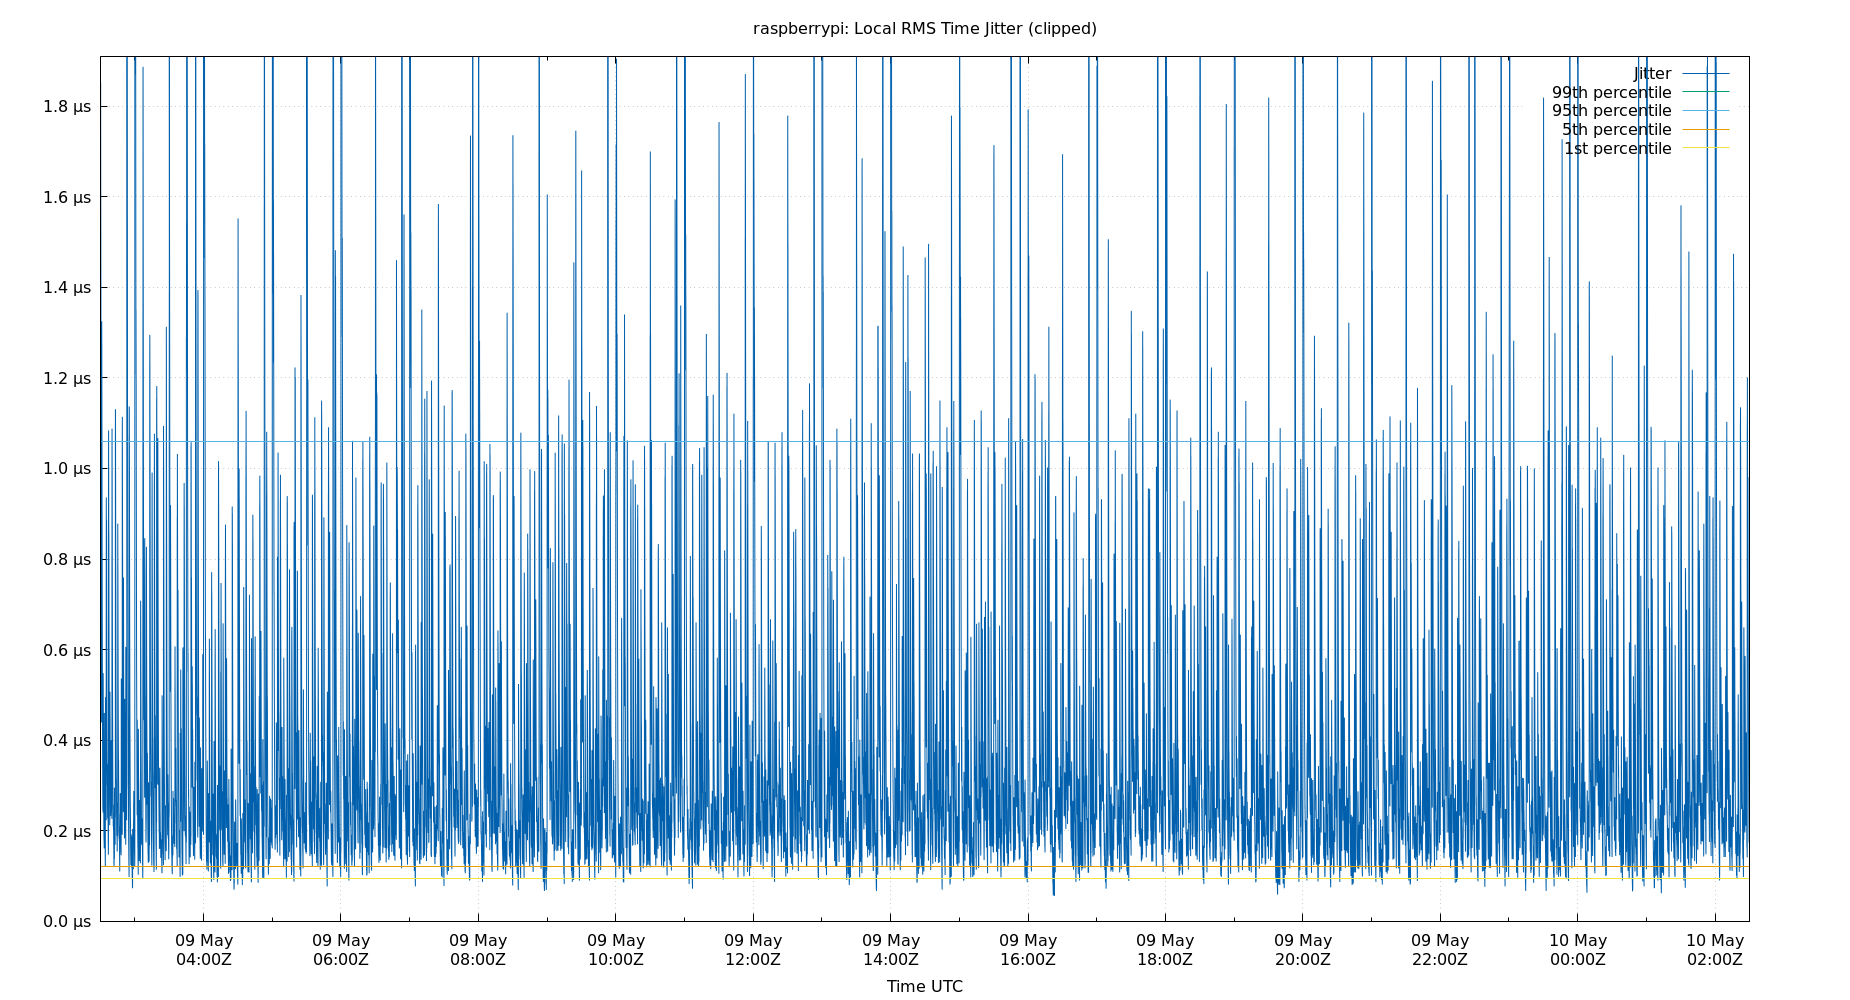 raspberrypi: Local RMS Time Jitter (clipped)
Jitter
99th percentile
95th percentile
5th percentile
1st percentile
1.8 µs
1.6 µs
1.4 µs
1.2 µs
1.0 µs
0.8 µs
0.6 µs
0.4 µs
0.2 µs
0.0 µs
09 May 09 May 09 May 09 May 09 May 09 May 09 May 09 May 09 May 09 May 10 May 10 May
04:00Z 06:00Z 08:00Z 10:00Z 12:00Z 14:00Z 16:00Z 18:00Z 20:00Z 22:00Z 00:00Z 02:00Z
Time UTC